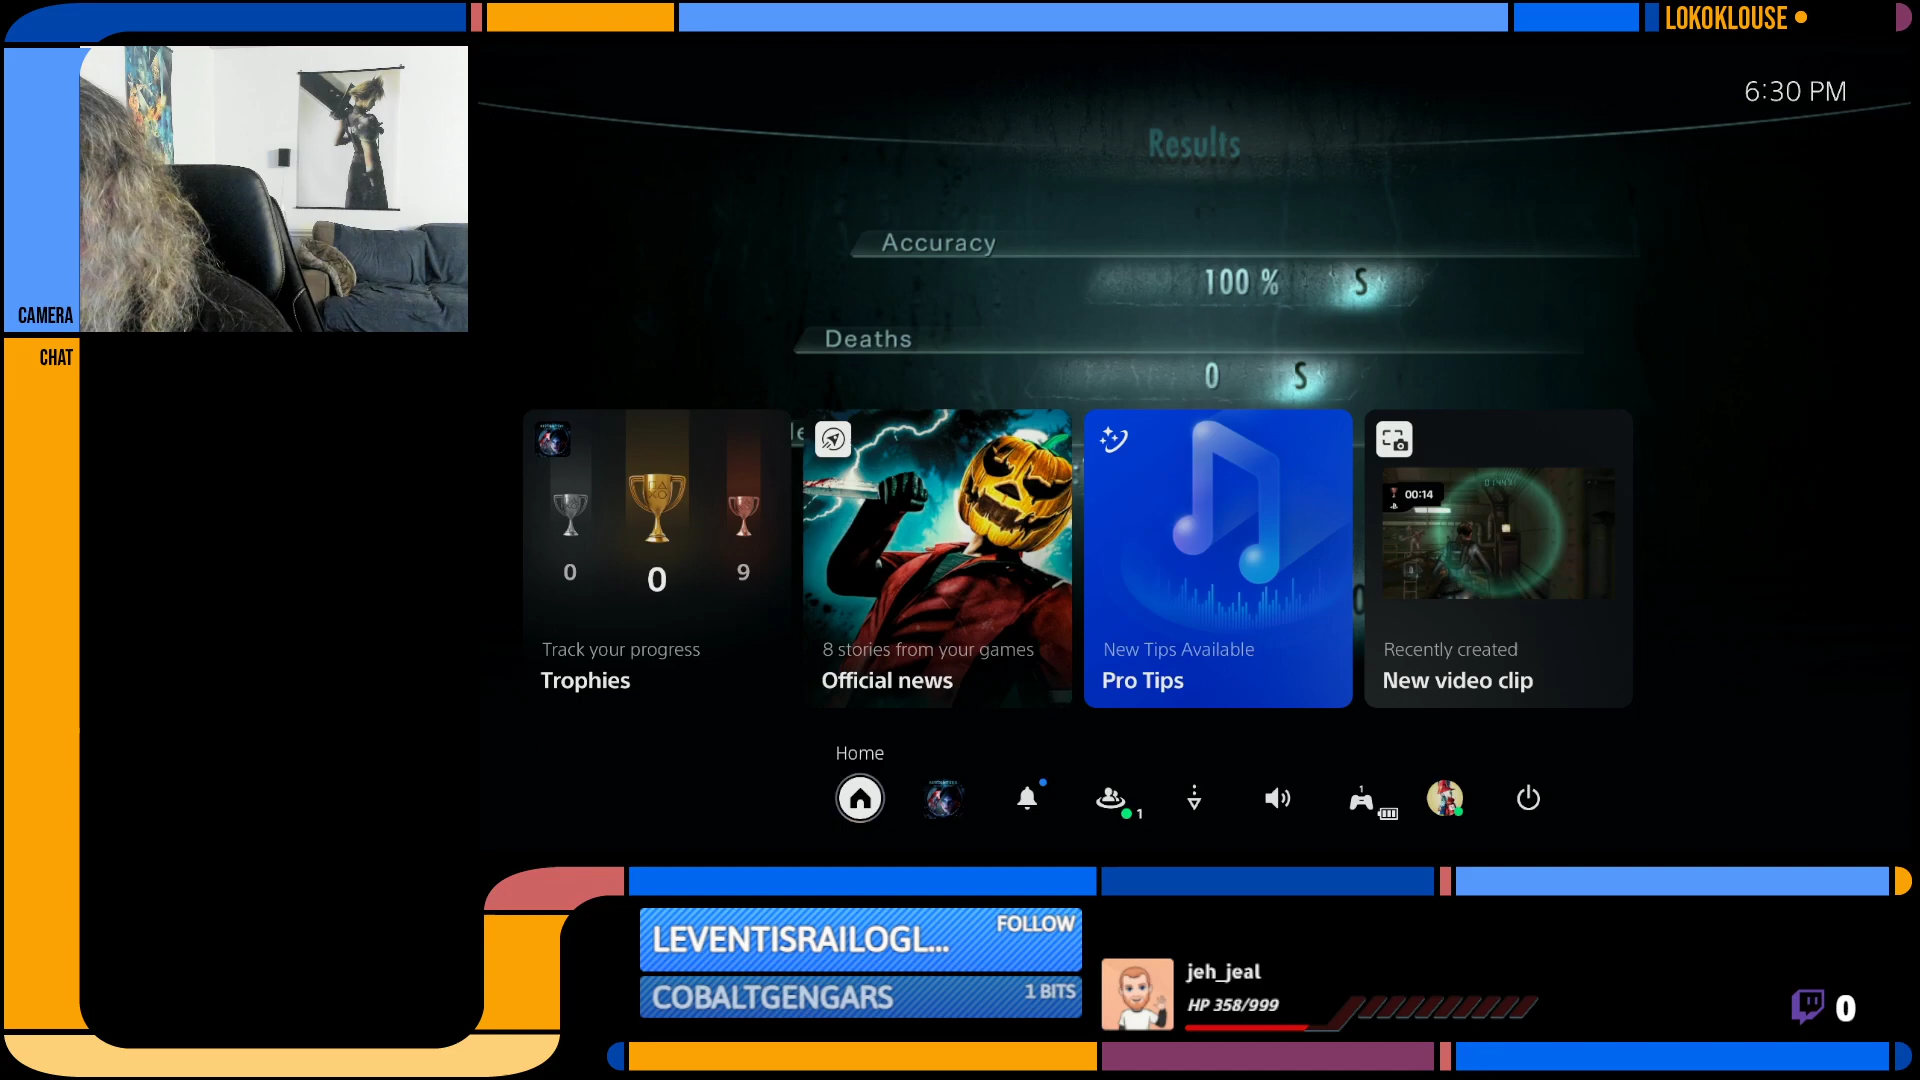 LOKOKLOUSE
6:30 PM
CAMERA
CHAT
Results
Accuracy
100 % S
Deaths
0 S
00:14
0
0
9
Track your progress
Trophies
8 stories from your games
Official news
New Tips Available
Pro Tips
Recently created
New video clip
Home
1
1
LEVENTISRAILOGL...
FOLLOW
COBALTGENGARS
1 BITS
jeh_jeal
HP 358/999
0